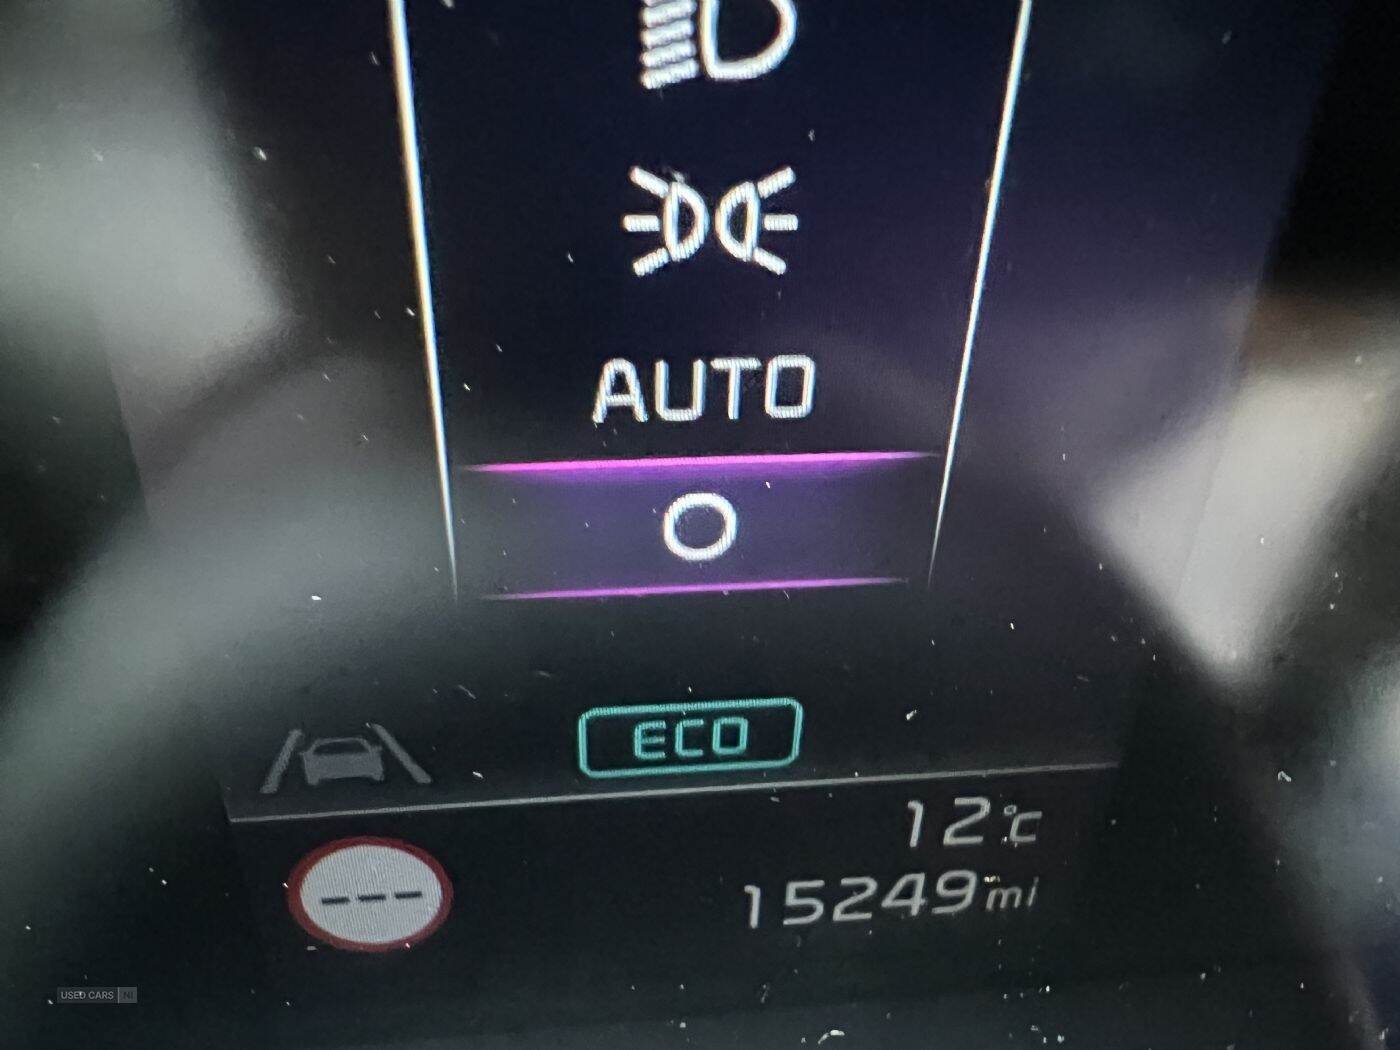 AUTO
O
ECO
12°C
---
15249mi
USED CARS NI